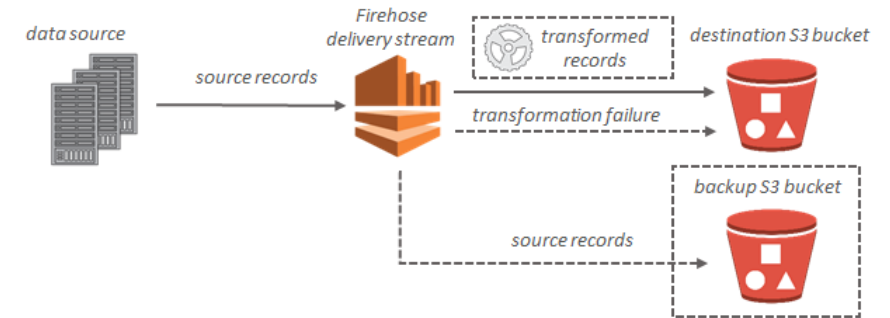 data source
source records
Firehose
delivery stream
transformed
records
destination S3 bucket
transformation failure
backup S3 bucket
source records